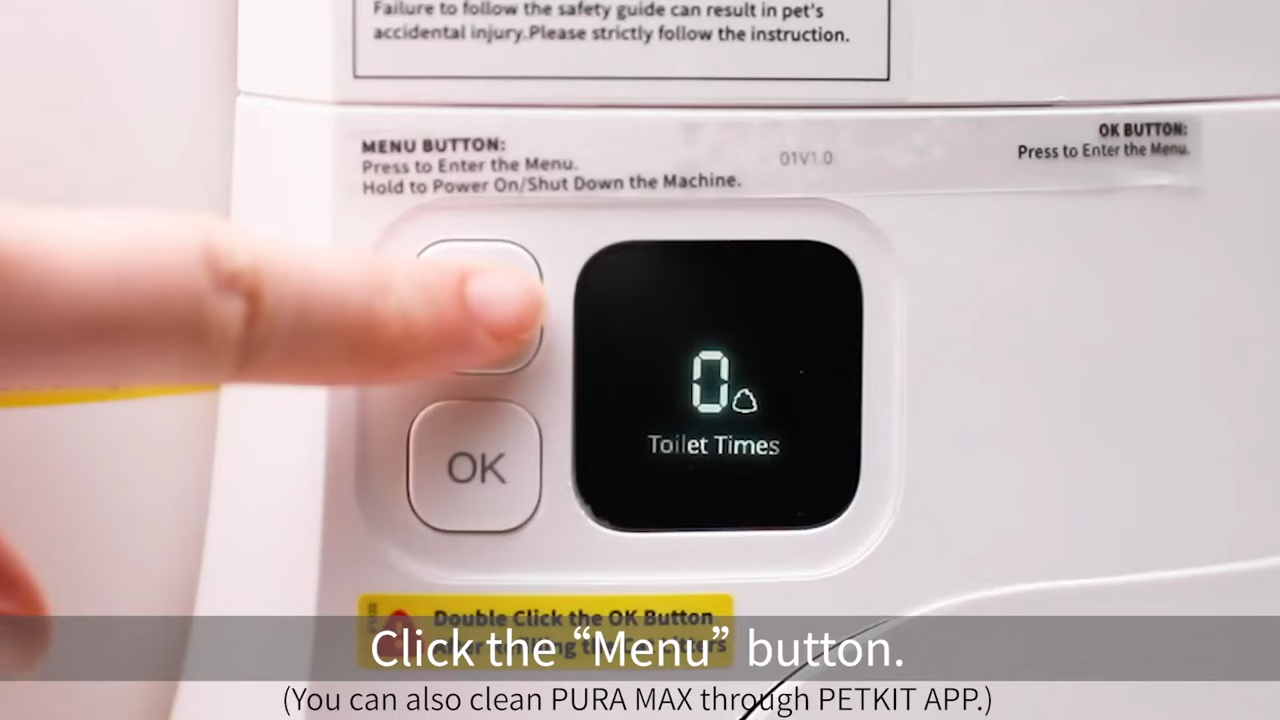 Failure to follow the safety guide can result in pet's
accidental injury.Please strictly follow the instruction.
MENU BUTTON:
Press to Enter the Menu.
Hold to Power On/Shut Down the Machine.
01V1.0
OK BUTTON:
Press to Enter the Menu.
0
Toilet Times
OK
Double Click the OK Button
Click the “Menu” button.
(You can also clean PURA MAX through PETKIT APP.)